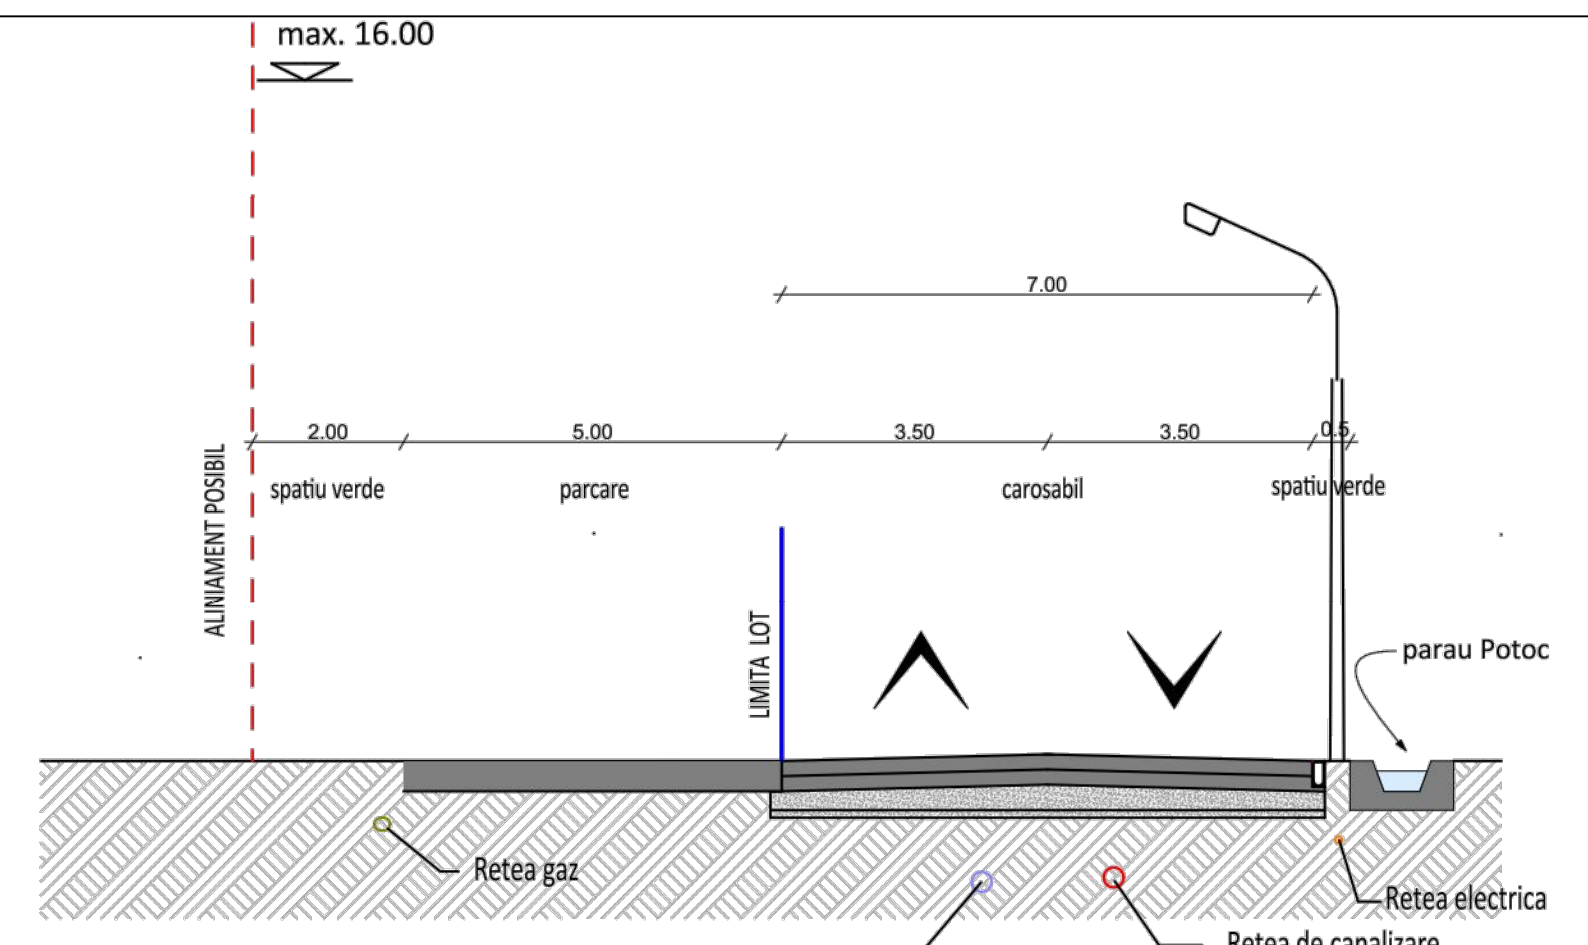 max. 16.00
7.00
2.00
5.00
3.50
3.50
0.5
ALINIAMENT POSIBIL
spatiu verde
parcare
carosabil
spatiu verde
LIMITA LOT
parau Potoc
Retea gaz
Retea electrica
Retea de canalizare